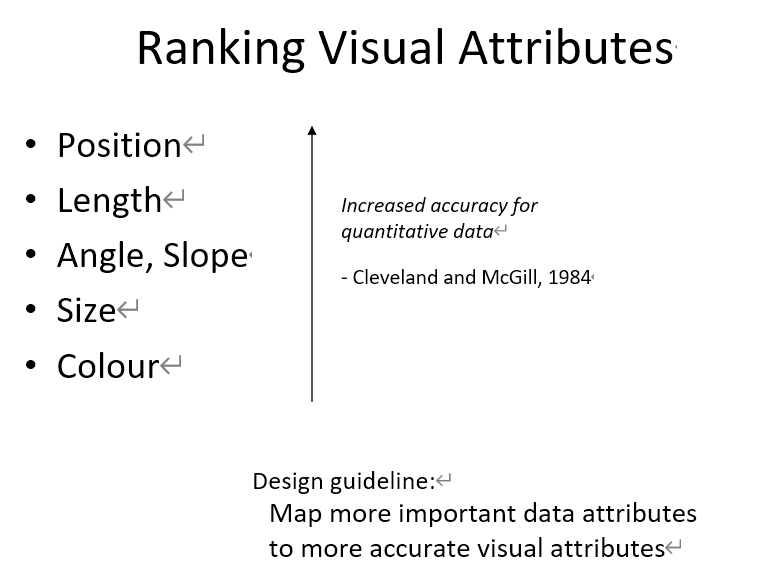 Ranking Visual Attributes
• Position
• Length
• Angle, Slope
• Size
• Colour
Increased accuracy for
quantitative data
- Cleveland and McGill, 1984
Design guideline:
Map more important data attributes
to more accurate visual attributes